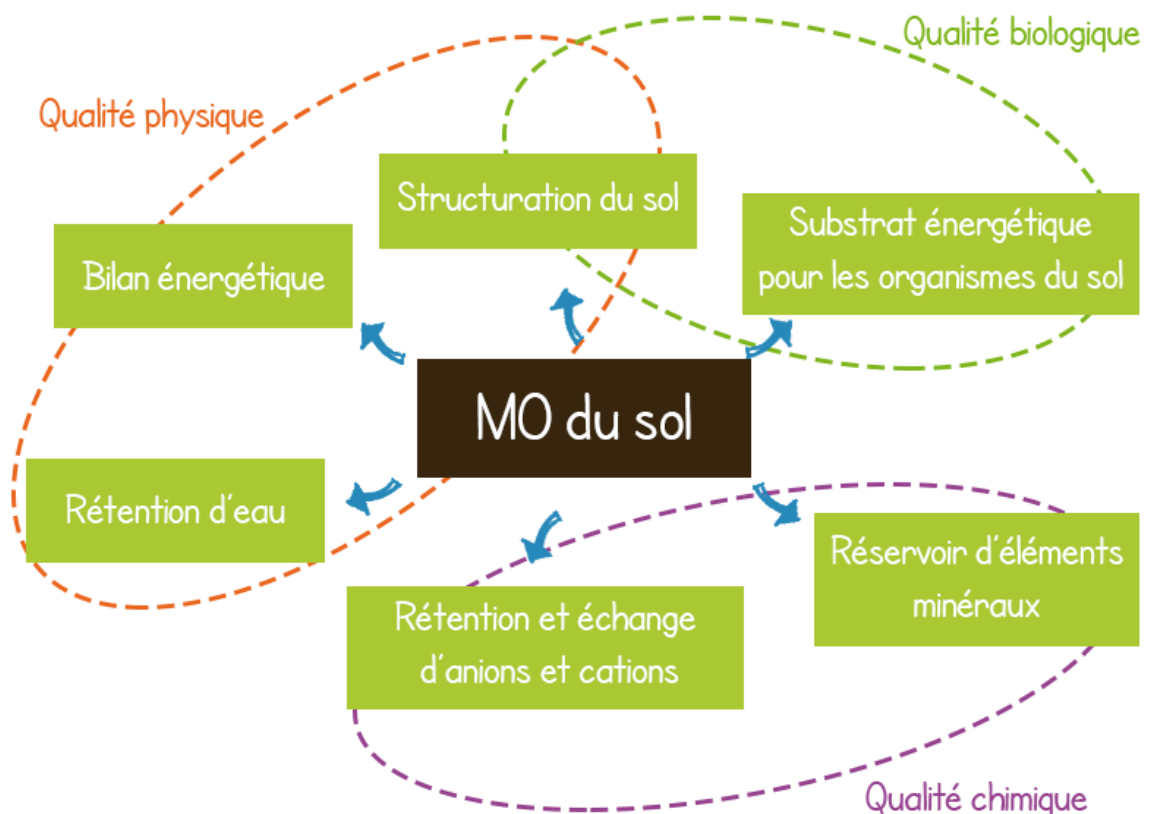 Qualité biologique
Qualité physique
Structuration du sol
Substrat énergétique
pour les organismes du sol
Bilan énergétique
MO du sol
Rétention d'eau
Réservoir d'éléments
minéraux
Rétention et échange
d'anions et cations
Qualité chimique